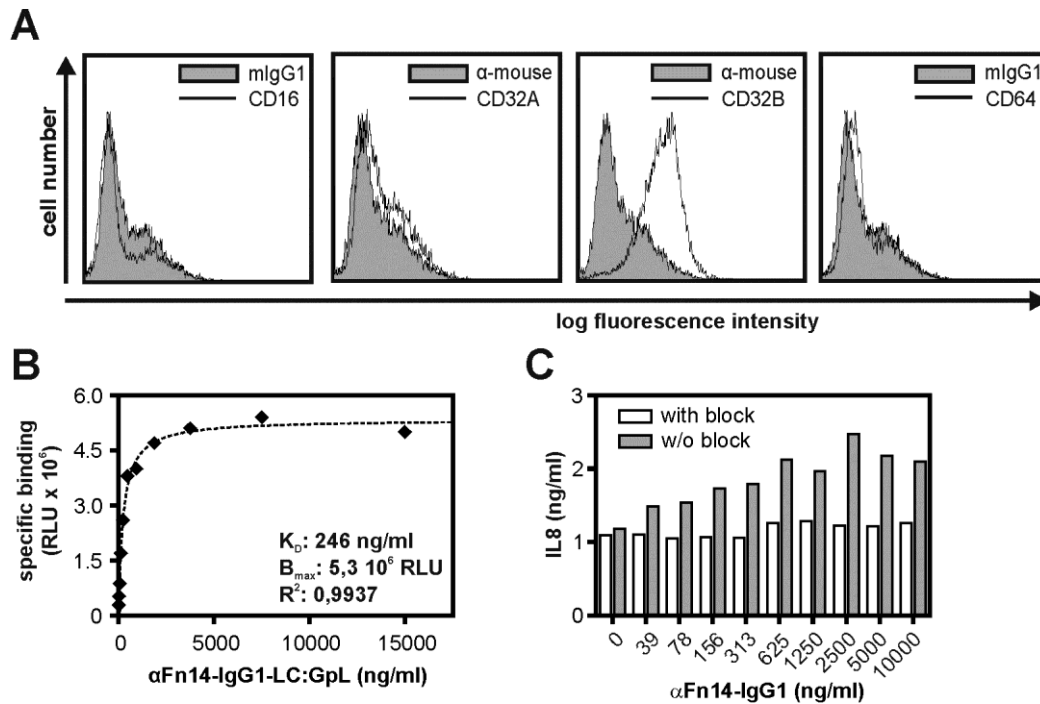 A
mIgG1
CD16
α-mouse
CD32A
α-mouse
CD32B
mIgG1
CD64
cell number
log fluorescence intensity
B
specific binding
(RLU x 10⁶)
6.0
4.5
3.0
1.5
0
K_D: 246 ng/ml
B_max: 5,3 10⁶ RLU
R²: 0,9937
0 5000 10000 15000
αFn14-IgG1-LC:GpL (ng/ml)
C
IL8 (ng/ml)
3
2
1
0
with block
w/o block
0 39 78 156 313 625 1250 2500 5000 10000
αFn14-IgG1 (ng/ml)